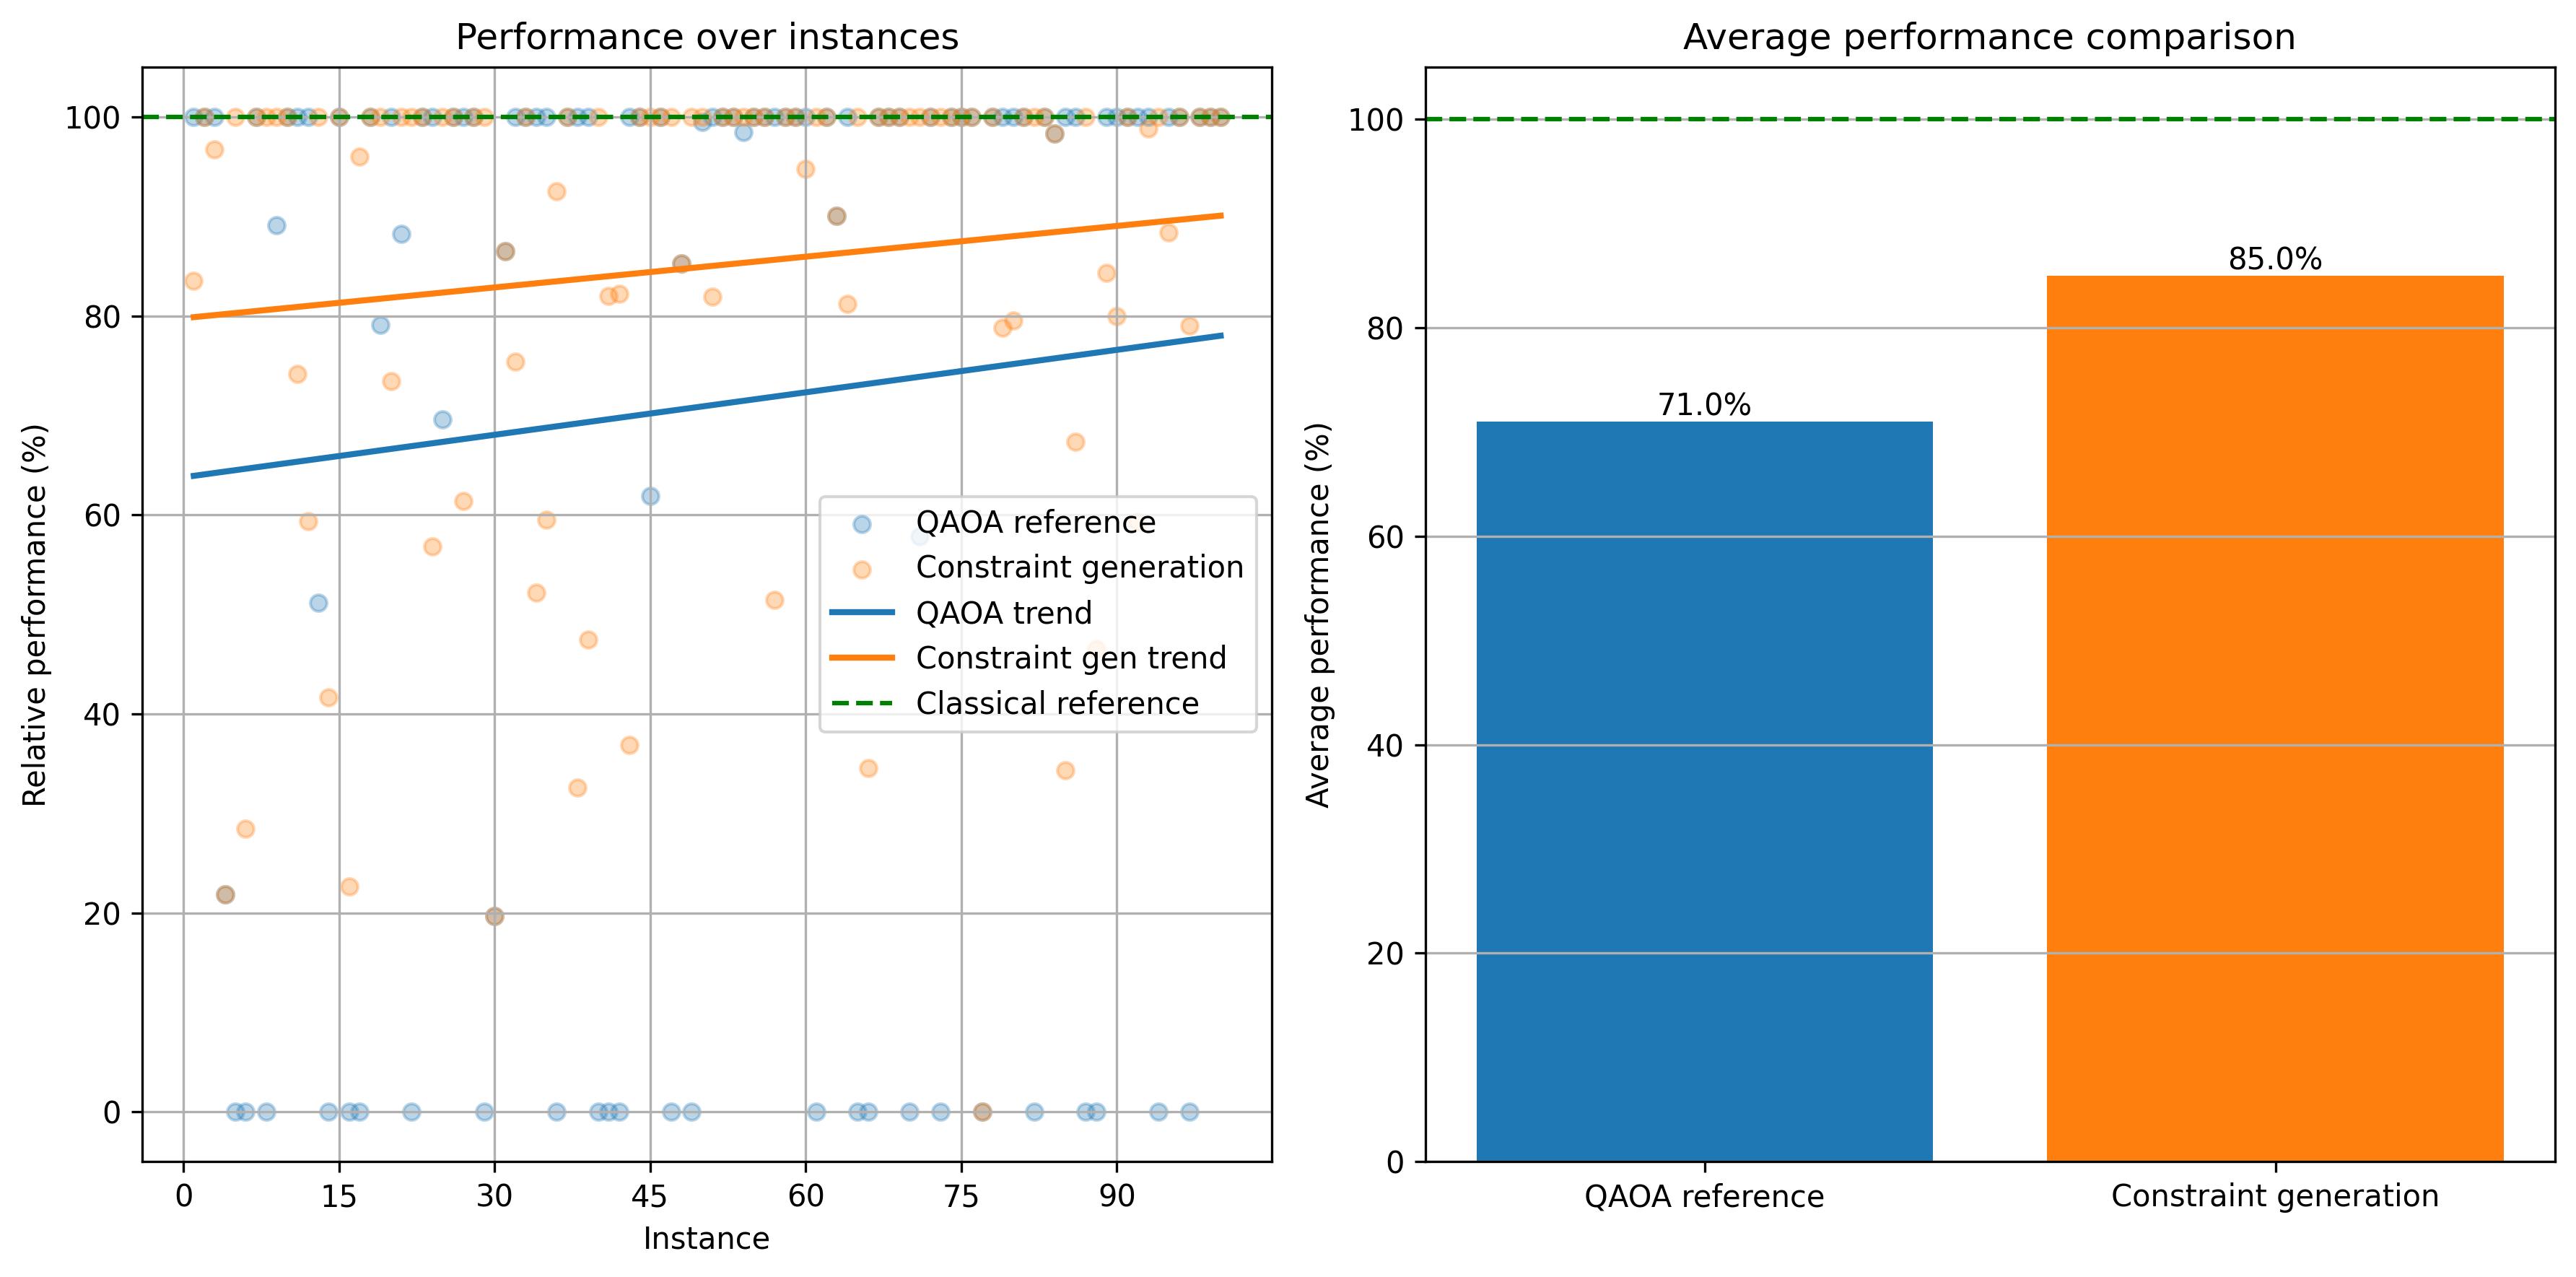 Performance over instances
Relative performance (%)
100
80
60
40
20
0
0 15 30 45 60 75 90
Instance
QAOA reference
Constraint generation
QAOA trend
Constraint gen trend
Classical reference
Average performance comparison
Average performance (%)
100
80
60
40
20
0
71.0%
85.0%
QAOA reference
Constraint generation